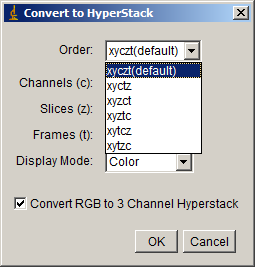 Convert to HyperStack
Order: xyczt(default)
xyczt(default)
xyctz
xyzct
xyztc
xytcz
xytzc
Channels (c):
Slices (z):
Frames (t):
Display Mode: Color
Convert RGB to 3 Channel Hyperstack
OK Cancel